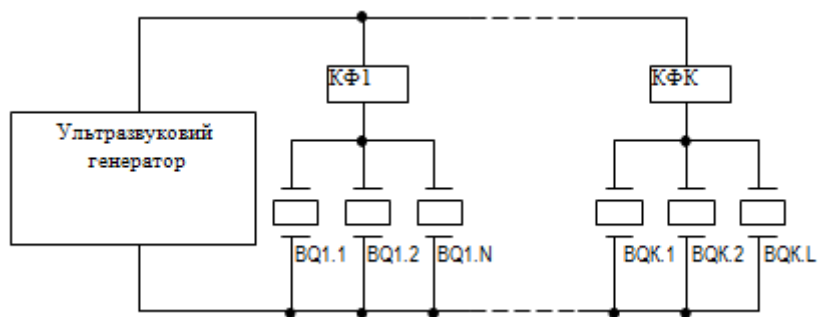 КФ1
КФК
Ультразвуковий
генератор
BQ1.1
BQ1.2
BQ1.N
BQK.1
BQK.2
BQK.L